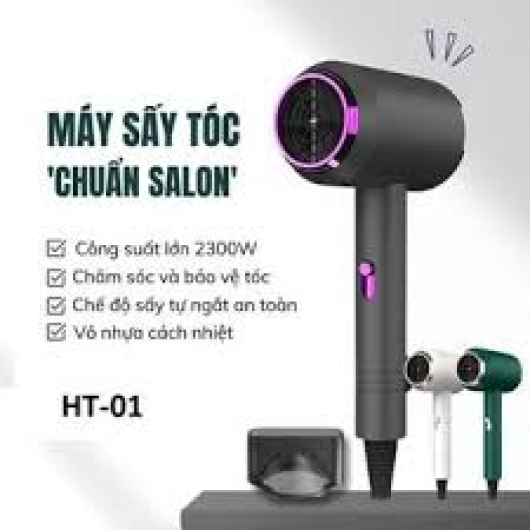 MÁY SẤY TÓC
'CHUẨN SALON'
Công suất lớn 2300W
Chăm sóc và bảo vệ tóc
Chế độ sấy tự ngắt an toàn
Vỏ nhựa cách nhiệt
HT-01